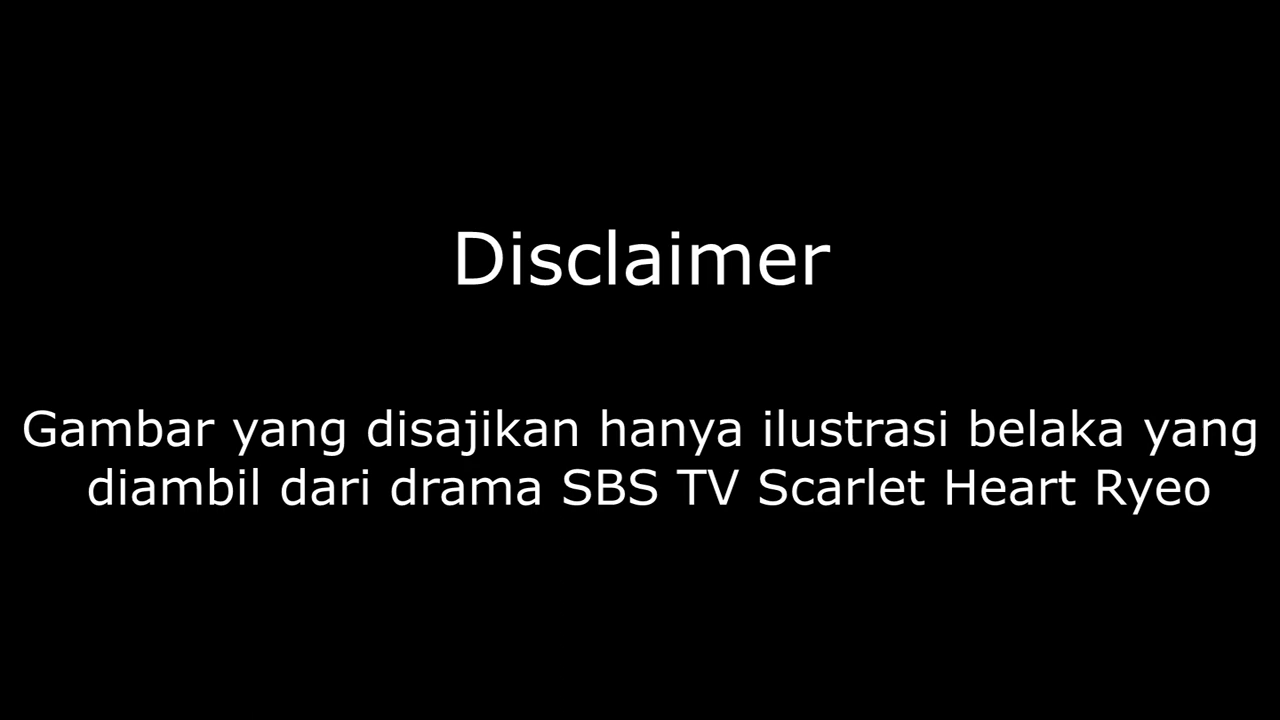 Disclaimer
Gambar yang disajikan hanya ilustrasi belaka yang
diambil dari drama SBS TV Scarlet Heart Ryeo